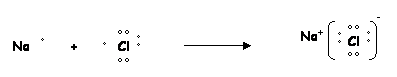 Na + Cl → Na⁺ [Cl]⁻